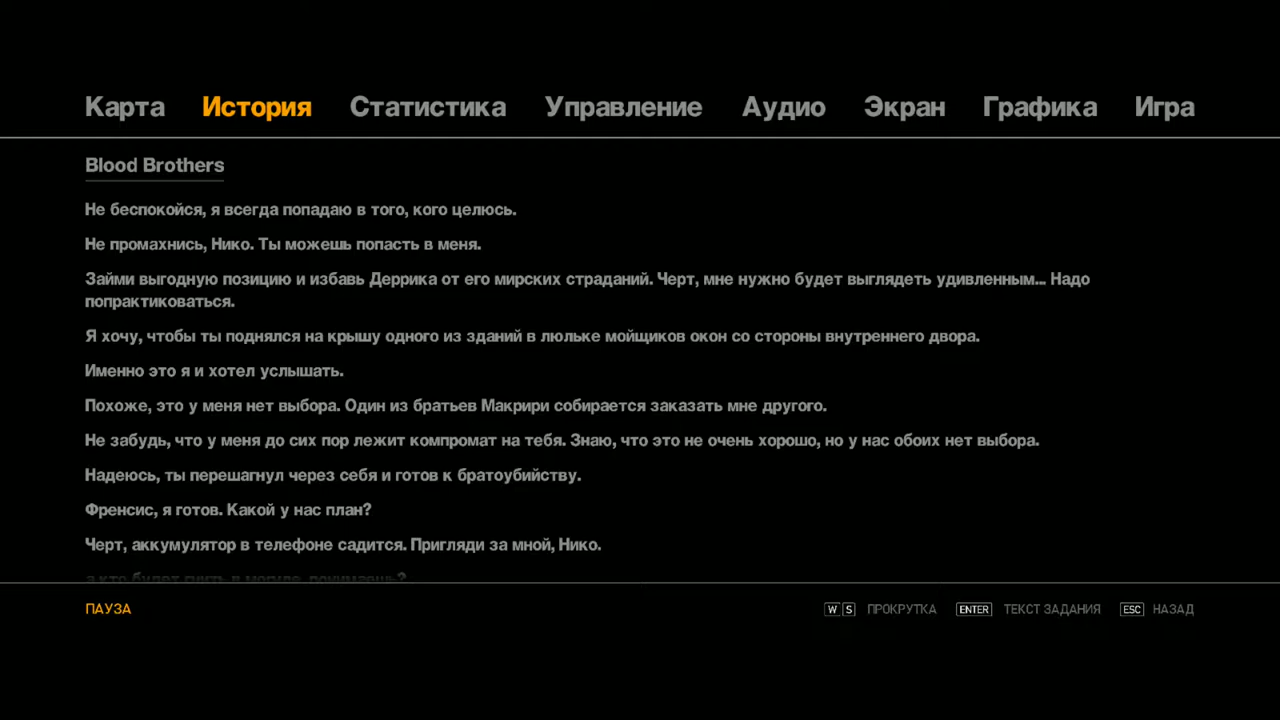 Карта История Статистика Управление Аудио Экран Графика Игра
Blood Brothers
Не беспокойся, я всегда попадаю в того, кого целюсь.
Не промахнись, Нико. Ты можешь попасть в меня.
Займи выгодную позицию и избавь Деррика от его мирских страданий. Черт, мне нужно будет выглядеть удивленным... Надо
попрактиковаться.
Я хочу, чтобы ты поднялся на крышу одного из зданий в люльке мойщиков окон со стороны внутреннего двора.
Именно это я и хотел услышать.
Похоже, это у меня нет выбора. Один из братьев Макрири собирается заказать мне другого.
Не забудь, что у меня до сих пор лежит компромат на тебя. Знаю, что это не очень хорошо, но у нас обоих нет выбора.
Надеюсь, ты перешагнул через себя и готов к братоубийству.
Френсис, я готов. Какой у нас план?
Черт, аккумулятор в телефоне садится. Пригляди за мной, Нико.
а кто будет гнить в могиле, понимаешь?
ПАУЗА
W S ПРОКРУТКА ENTER ТЕКСТ ЗАДАНИЯ ESC НАЗАД